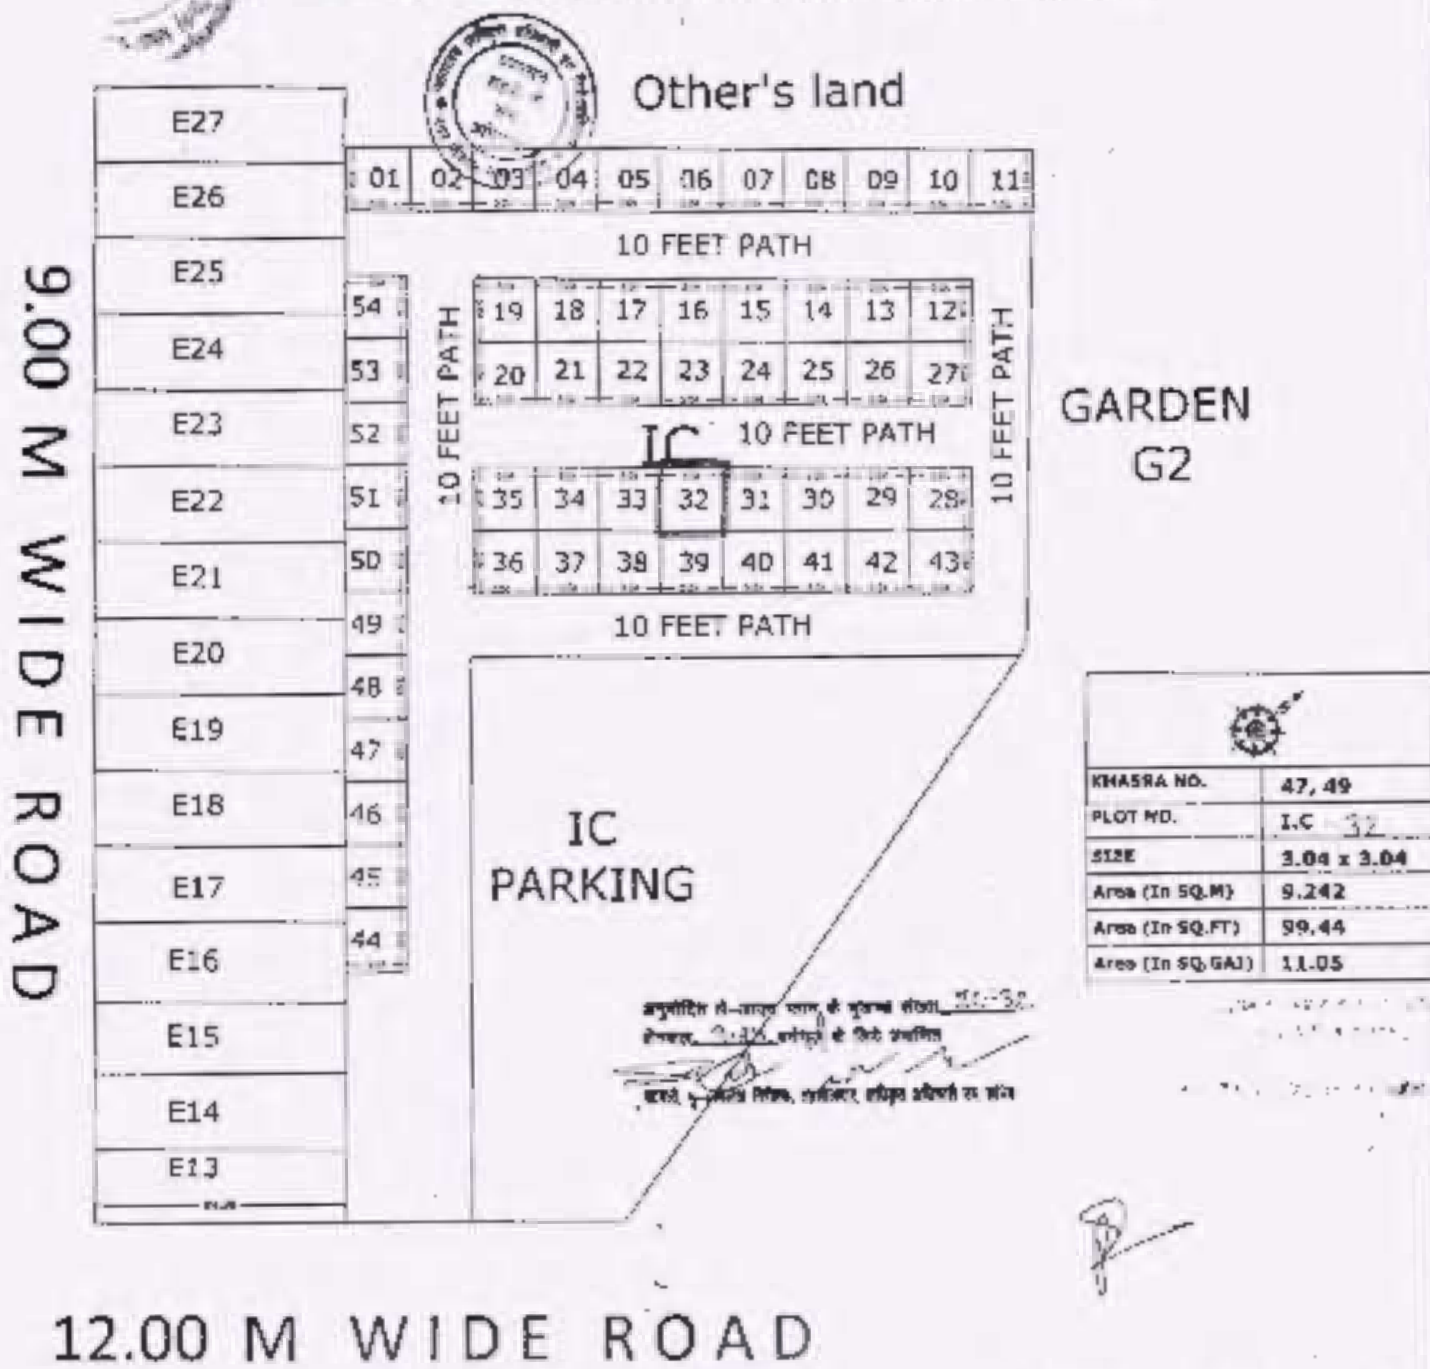 Other's land
E27
E26
E25
E24
E23
E22
E21
E20
E19
E18
E17
E16
E15
E14
E13
9.00 M WIDE ROAD
01 02 03 04 05 06 07 08 09 10 11
10 FEET PATH
54
53
52
51
50
49
48
47
46
45
44
10 FEET PATH
19 18 17 16 15 14 13 12
20 21 22 23 24 25 26 27
IC 10 FEET PATH
35 34 33 32 31 30 29 28
36 37 38 39 40 41 42 43
10 FEET PATH
10 FEET PATH
GARDEN
G2
IC
PARKING
KHASRA NO. 47, 49
PLOT NO. I.C 32
SIZE 3.04 x 3.04
Area (In SQ.M) 9.242
Area (In SQ.FT) 99.44
Area (In SQ.GAJ) 11.05
12.00 M WIDE ROAD